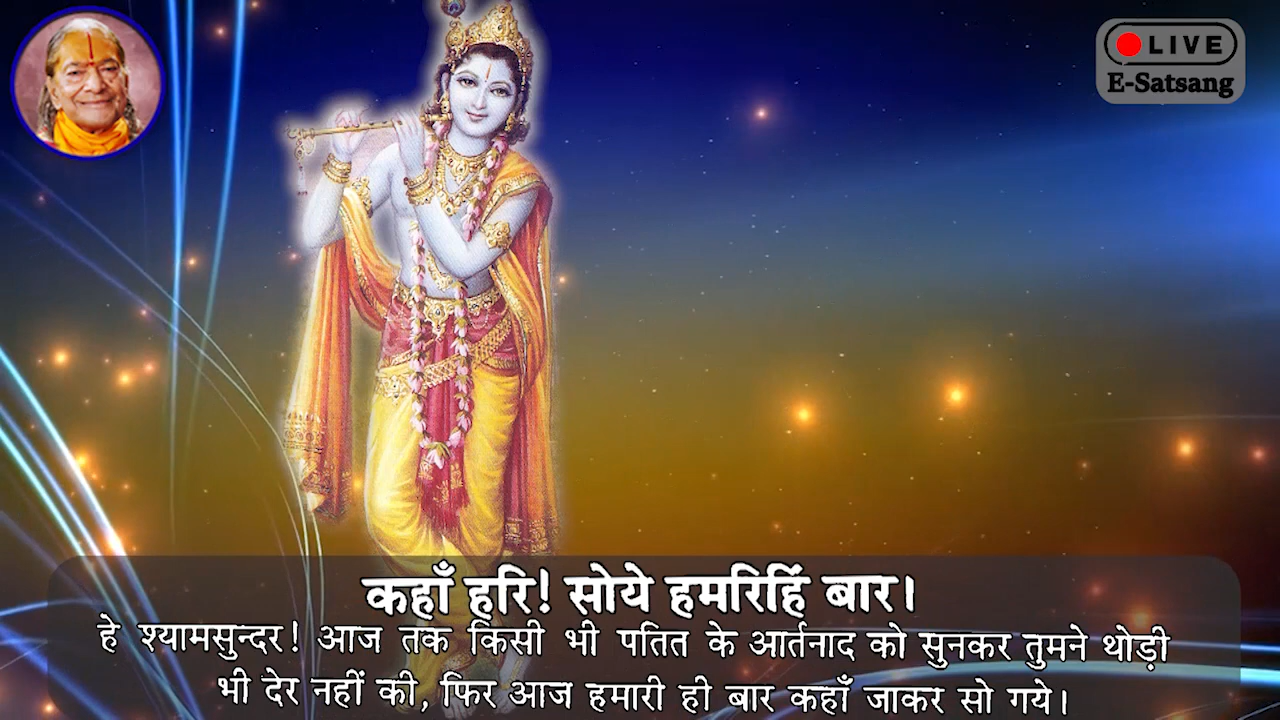 LIVE
E-Satsang
कहाँ हरि! सोये हमरिहिं बार।
हे श्यामसुन्दर! आज तक किसी भी पतित के आर्तनाद को सुनकर तुमने थोड़ी
भी देर नहीं की, फिर आज हमारी ही बार कहाँ जाकर सो गये।